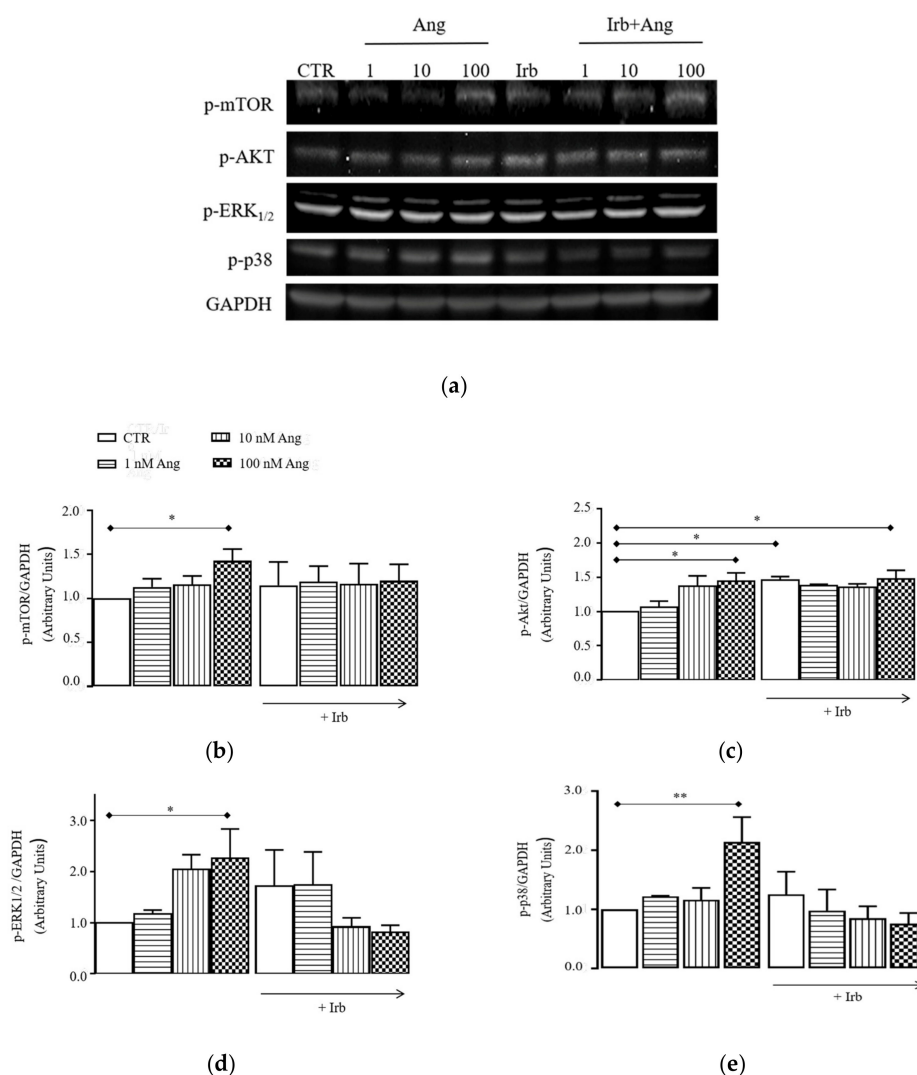 Ang Irb+Ang
CTR 1 10 100 Irb 1 10 100
p-mTOR
p-AKT
p-ERK1/2
p-p38
GAPDH
(a)
CTR 10 nM Ang
1 nM Ang 100 nM Ang
p-mTOR/GAPDH
(Arbitrary Units)
2.0
1.5
1.0
0.5
0.0
*
+ Irb
(b)
p-Akt/GAPDH
(Arbitrary Units)
2.5
2.0
1.5
1.0
0.5
0.0
*
*
*
+ Irb
(c)
p-ERK1/2 /GAPDH
(Arbitrary Units)
3.0
2.0
1.0
0.0
*
+ Irb
(d)
p-p38/GAPDH
(Arbitrary Units)
3.0
2.0
1.0
0.0
**
+ Irb
(e)